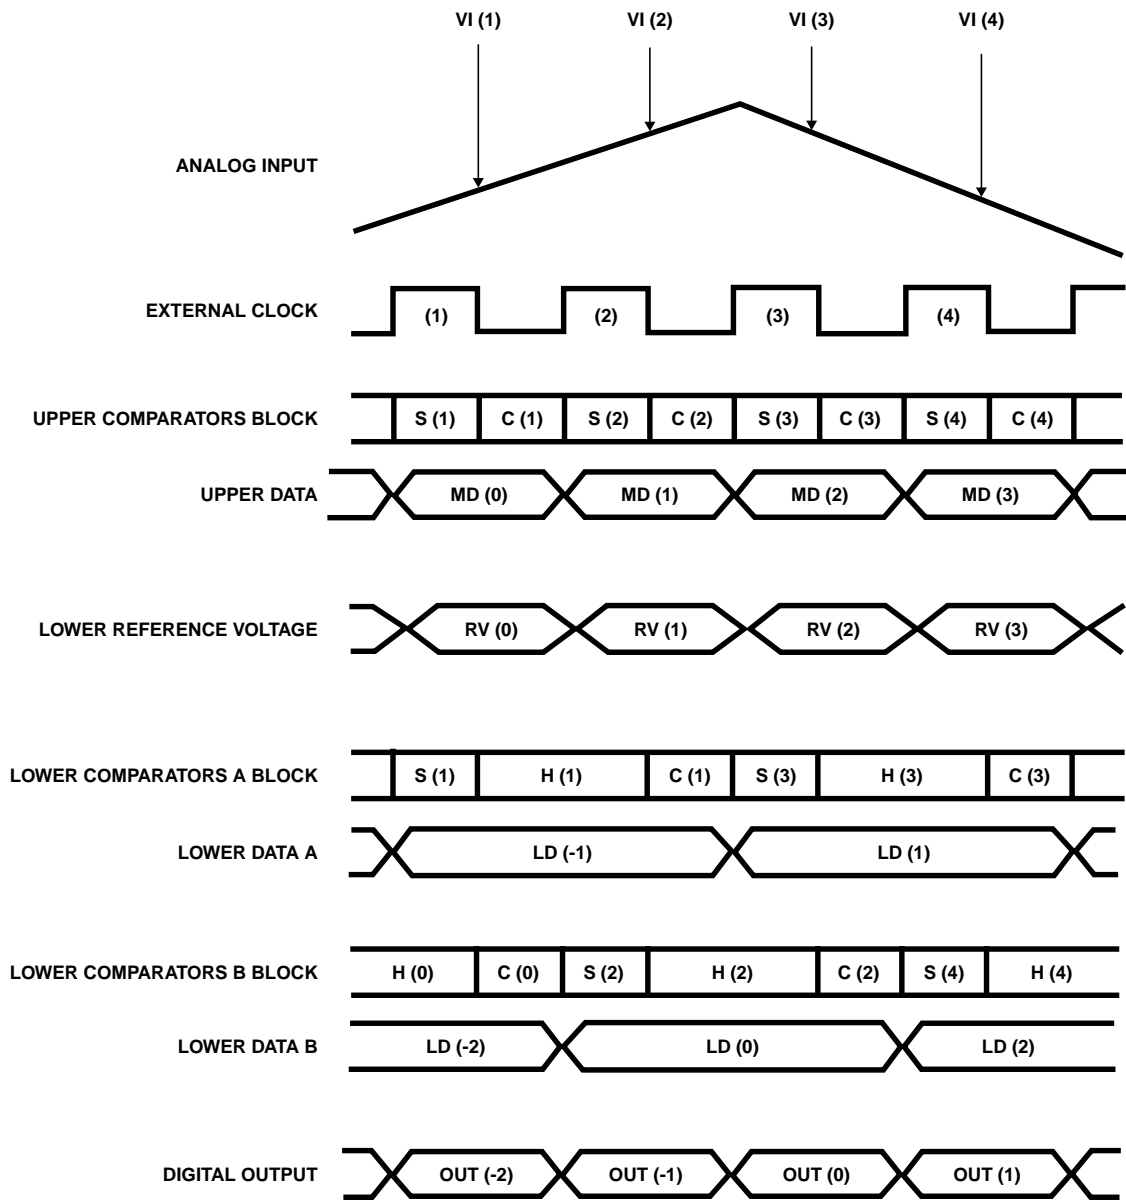 VI (1) VI (2) VI (3) VI (4)
ANALOG INPUT
EXTERNAL CLOCK (1) (2) (3) (4)
UPPER COMPARATORS BLOCK S (1) C (1) S (2) C (2) S (3) C (3) S (4) C (4)
UPPER DATA MD (0) MD (1) MD (2) MD (3)
LOWER REFERENCE VOLTAGE RV (0) RV (1) RV (2) RV (3)
LOWER COMPARATORS A BLOCK S (1) H (1) C (1) S (3) H (3) C (3)
LOWER DATA A LD (-1) LD (1)
LOWER COMPARATORS B BLOCK H (0) C (0) S (2) H (2) C (2) S (4) H (4)
LOWER DATA B LD (-2) LD (0) LD (2)
DIGITAL OUTPUT OUT (-2) OUT (-1) OUT (0) OUT (1)